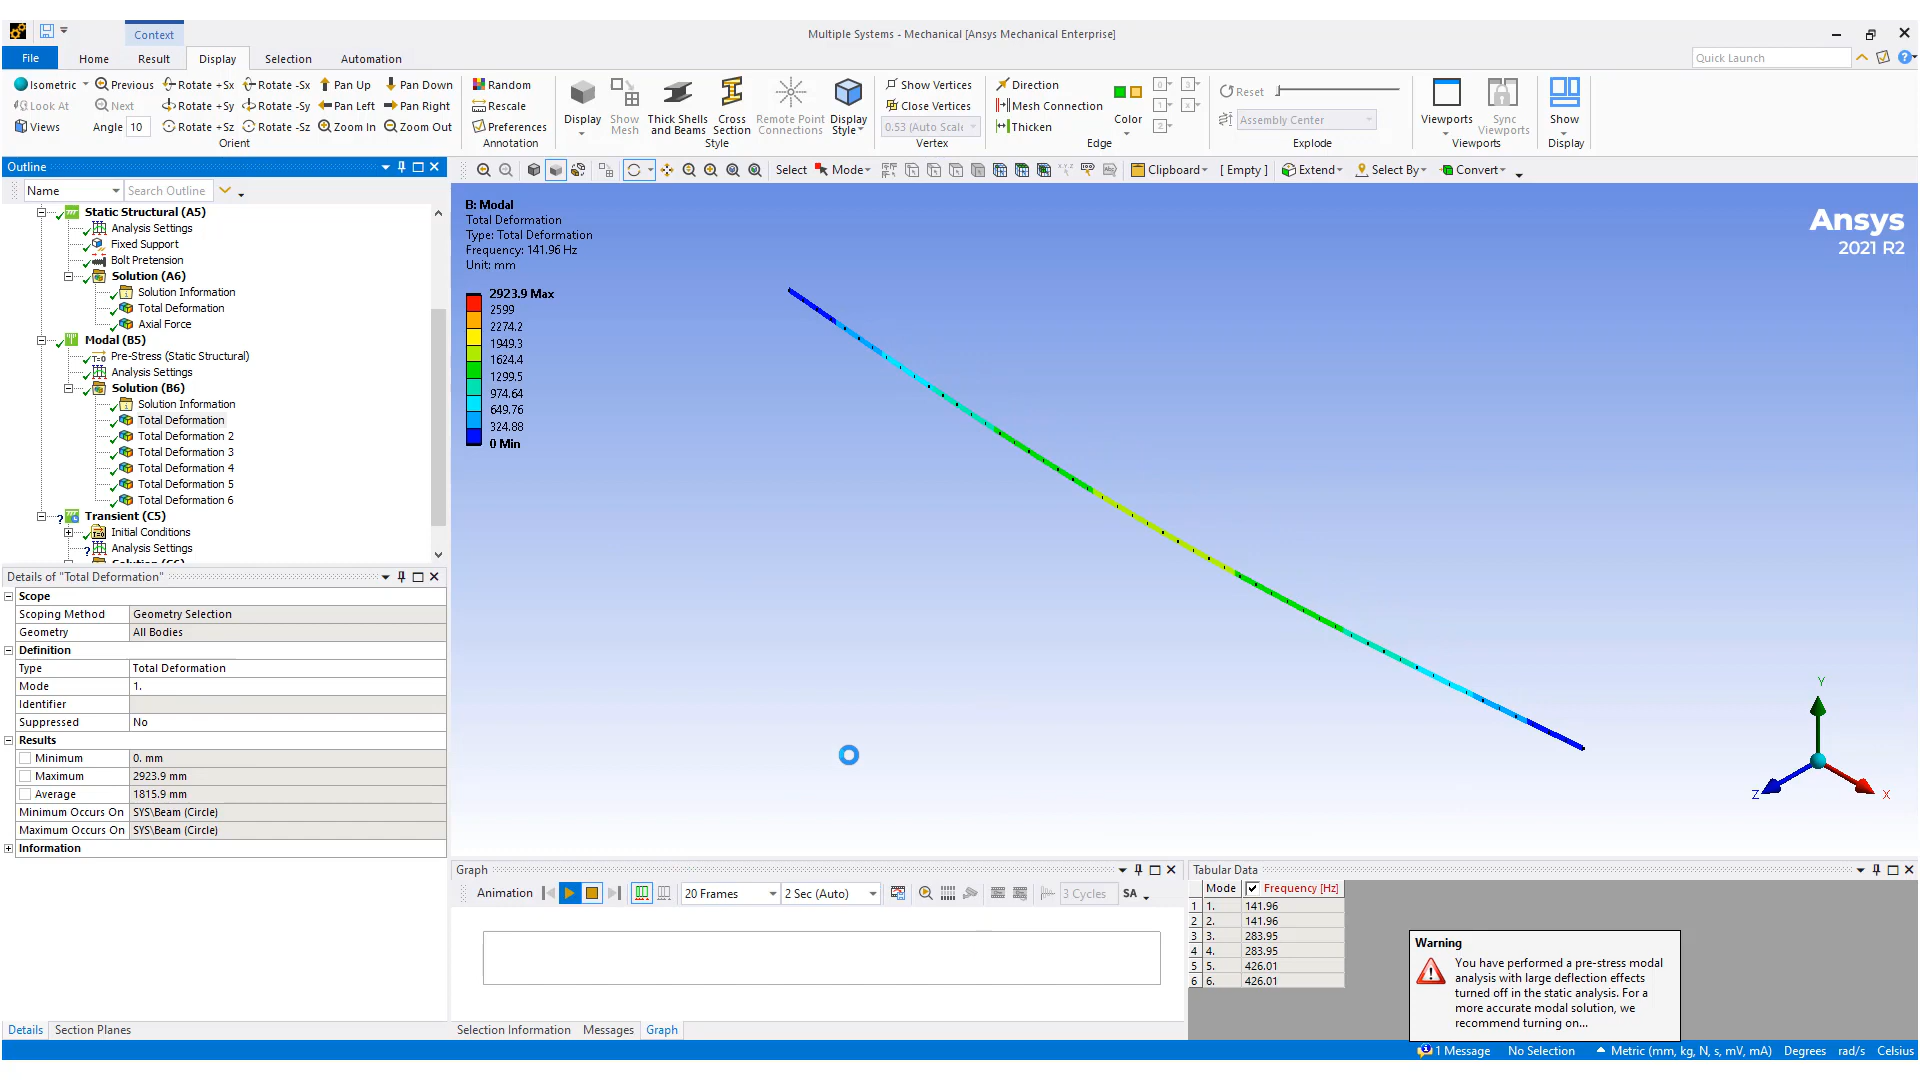 Context
Multiple Systems - Mechanical [Ansys Mechanical Enterprise]
File Home Result Display Selection Automation
Quick Launch
Isometric Previous Rotate +Sx Rotate -Sx Pan Up Pan Down
Look At Next Rotate +Sy Rotate -Sy Pan Left Pan Right
Views Angle 10 Rotate +Sz Rotate -Sz Zoom In Zoom Out
Orient
Random
Rescale
Preferences
Annotation
Display
Show Mesh
Thick Shells and Beams
Cross Section
Remote Point Connections
Display Style
Style
Show Vertices
Close Vertices
0.53 (Auto Scale
Vertex
Direction
Mesh Connection
Thicken
Color
Edge
Reset
Assembly Center
Explode
Viewports
Sync Viewports
Viewports
Show
Display
Outline
Name Search Outline
Select Mode Clipboard [ Empty ] Extend Select By Convert
Static Structural (A5)
Analysis Settings
Fixed Support
Bolt Pretension
Solution (A6)
Solution Information
Total Deformation
Axial Force
Modal (B5)
Pre-Stress (Static Structural)
Analysis Settings
Solution (B6)
Solution Information
Total Deformation
Total Deformation 2
Total Deformation 3
Total Deformation 4
Total Deformation 5
Total Deformation 6
Transient (C5)
Initial Conditions
Analysis Settings
B: Modal
Total Deformation
Type: Total Deformation
Frequency: 141.96 Hz
Unit: mm
2923.9 Max
2599
2274.2
1949.3
1624.4
1299.5
974.64
649.76
324.88
0 Min
Ansys
2021 R2
Y
Z
X
Details of "Total Deformation"
Scope
Scoping Method Geometry Selection
Geometry All Bodies
Definition
Type Total Deformation
Mode 1.
Identifier
Suppressed No
Results
Minimum 0. mm
Maximum 2923.9 mm
Average 1815.9 mm
Minimum Occurs On SYS\Beam (Circle)
Maximum Occurs On SYS\Beam (Circle)
Information
Graph
Animation 20 Frames 2 Sec (Auto) 3 Cycles SA
Tabular Data
Mode Frequency [Hz]
1 1. 141.96
2 2. 141.96
3 3. 283.95
4 4. 283.95
5 5. 426.01
6 6. 426.01
Warning
You have performed a pre-stress modal
analysis with large deflection effects
turned off in the static analysis. For a
more accurate modal solution, we
recommend turning on...
Details Section Planes
Selection Information Messages Graph
1 Message No Selection Metric (mm, kg, N, s, mV, mA) Degrees rad/s Celsius